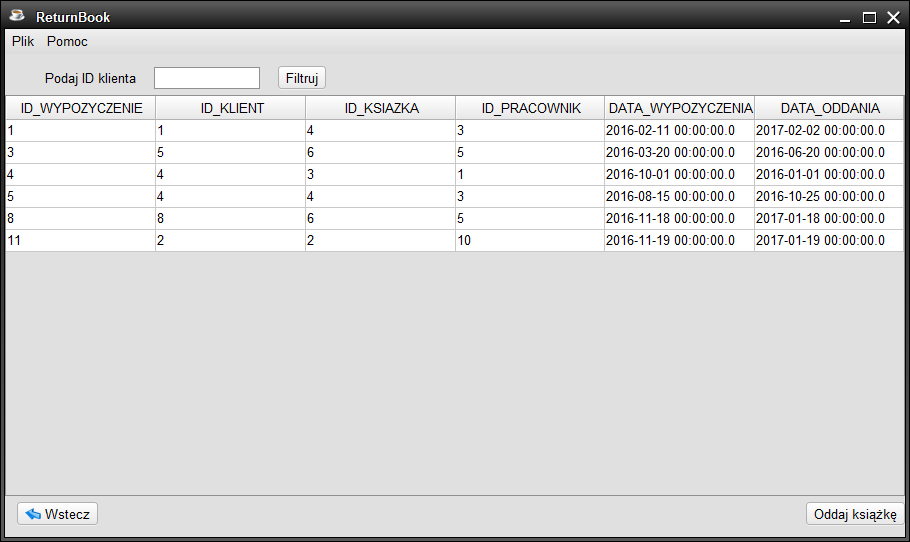 ReturnBook
Plik Pomoc
Podaj ID klienta Filtruj
ID_WYPOZYCZENIE ID_KLIENT ID_KSIAZKA ID_PRACOWNIK DATA_WYPOZYCZENIA DATA_ODDANIA
1 1 4 3 2016-02-11 00:00:00.0 2017-02-02 00:00:00.0
3 5 6 5 2016-03-20 00:00:00.0 2016-06-20 00:00:00.0
4 4 3 1 2016-10-01 00:00:00.0 2016-01-01 00:00:00.0
5 4 4 3 2016-08-15 00:00:00.0 2016-10-25 00:00:00.0
8 8 6 5 2016-11-18 00:00:00.0 2017-01-18 00:00:00.0
11 2 2 10 2016-11-19 00:00:00.0 2017-01-19 00:00:00.0
Wstecz Oddaj książkę